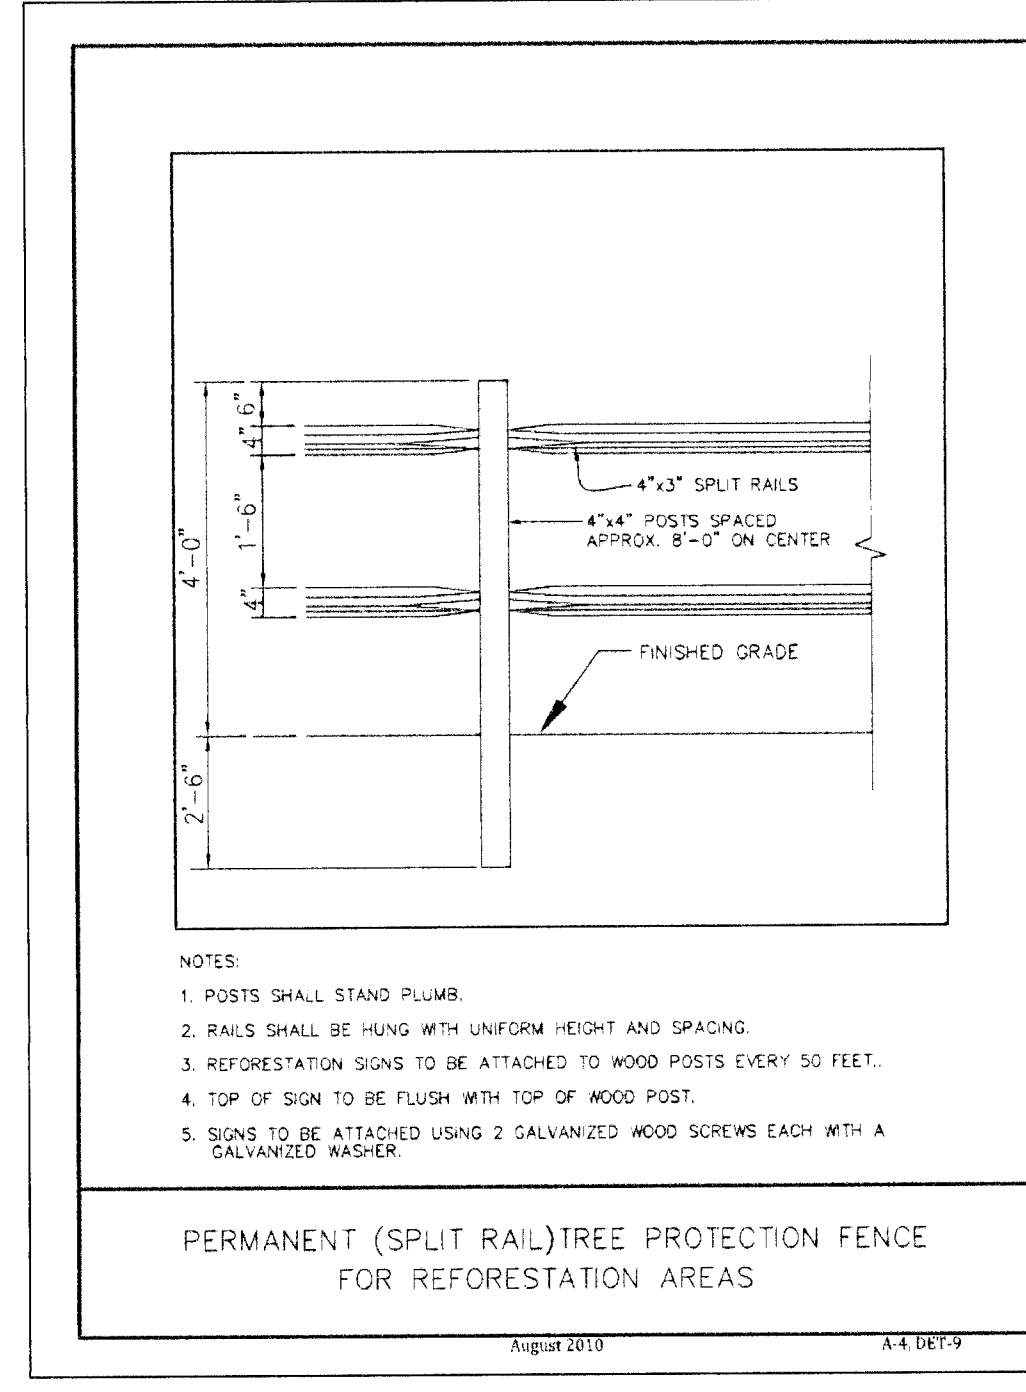 6"
4"
1'-6"
4'-0"
4"
2'-6"
4"x3" SPLIT RAILS
4"x4" POSTS SPACED
APPROX. 8'-0" ON CENTER
FINISHED GRADE
NOTES:
1. POSTS SHALL STAND PLUMB.
2. RAILS SHALL BE HUNG WITH UNIFORM HEIGHT AND SPACING.
3. REFORESTATION SIGNS TO BE ATTACHED TO WOOD POSTS EVERY 50 FEET..
4. TOP OF SIGN TO BE FLUSH WITH TOP OF WOOD POST.
5. SIGNS TO BE ATTACHED USING 2 GALVANIZED WOOD SCREWS EACH WITH A
GALVANIZED WASHER.
PERMANENT (SPLIT RAIL)TREE PROTECTION FENCE
FOR REFORESTATION AREAS
August 2010
A-4, DET-9